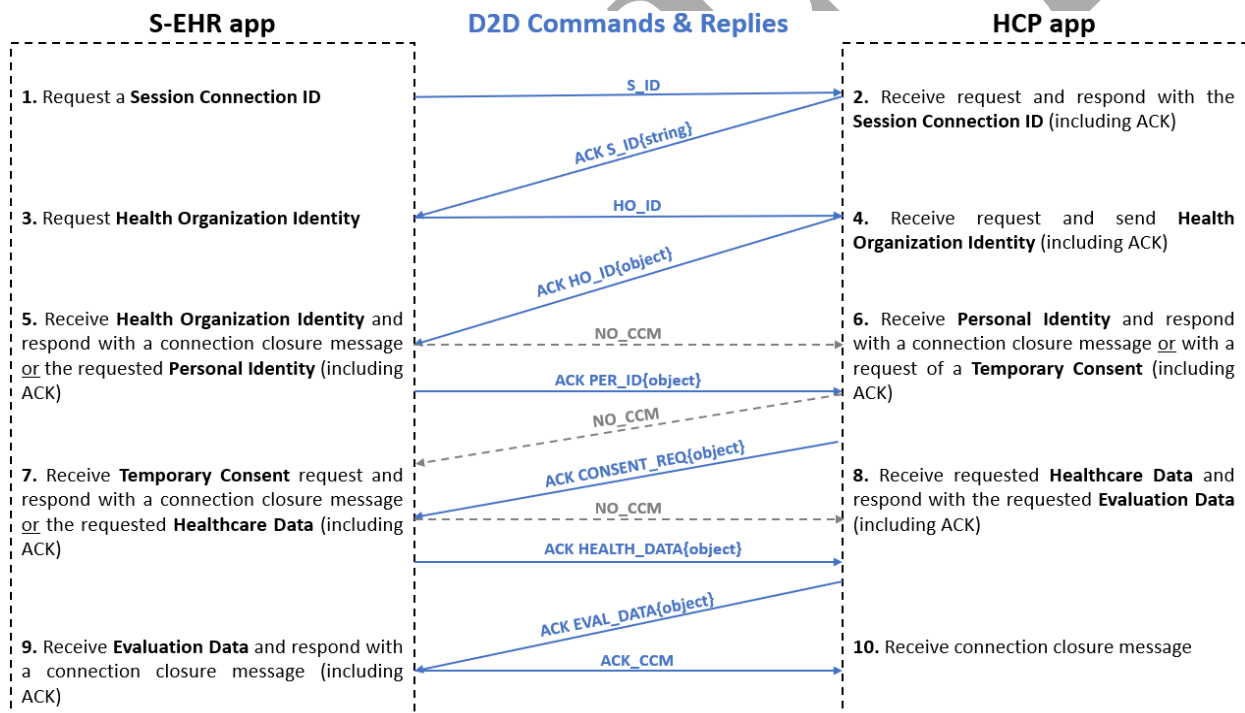 S-EHR app
D2D Commands & Replies
HCP app
1. Request a Session Connection ID
S_ID
2. Receive request and respond with the
Session Connection ID (including ACK)
ACK S_ID{string}
3. Request Health Organization Identity
HO_ID
4. Receive request and send Health
Organization Identity (including ACK)
ACK HO_ID{object}
5. Receive Health Organization Identity and
respond with a connection closure message
or the requested Personal Identity (including
ACK)
NO_CCM
6. Receive Personal Identity and respond
with a connection closure message or with a
request of a Temporary Consent (including
ACK)
ACK PER_ID{object}
NO_CCM
ACK CONSENT_REQ{object}
7. Receive Temporary Consent request and
respond with a connection closure message
or the requested Healthcare Data (including
ACK)
NO_CCM
8. Receive requested Healthcare Data and
respond with the requested Evaluation Data
(including ACK)
ACK HEALTH_DATA{object}
ACK EVAL_DATA{object}
9. Receive Evaluation Data and respond with
a connection closure message (including
ACK)
ACK_CCM
10. Receive connection closure message